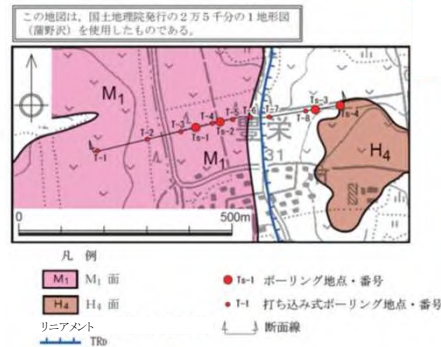 この地図は、国土地理院発行の2万5千分の1地形図
(蒲野沢)を使用したものである。
M₁
T-1
T-2
T-3
Ts-1
T-4
Ts-2
T-5
T-6
T-7
T-8
Ts-3
Ts-4
M₁
豊栄
31
H₄
0
500m
凡 例
M₁ M₁ 面
H₄ H₄ 面
リニアメント
TRD
Ts-1 ボーリング地点・番号
T-1 打ち込み式ボーリング地点・番号
断面線